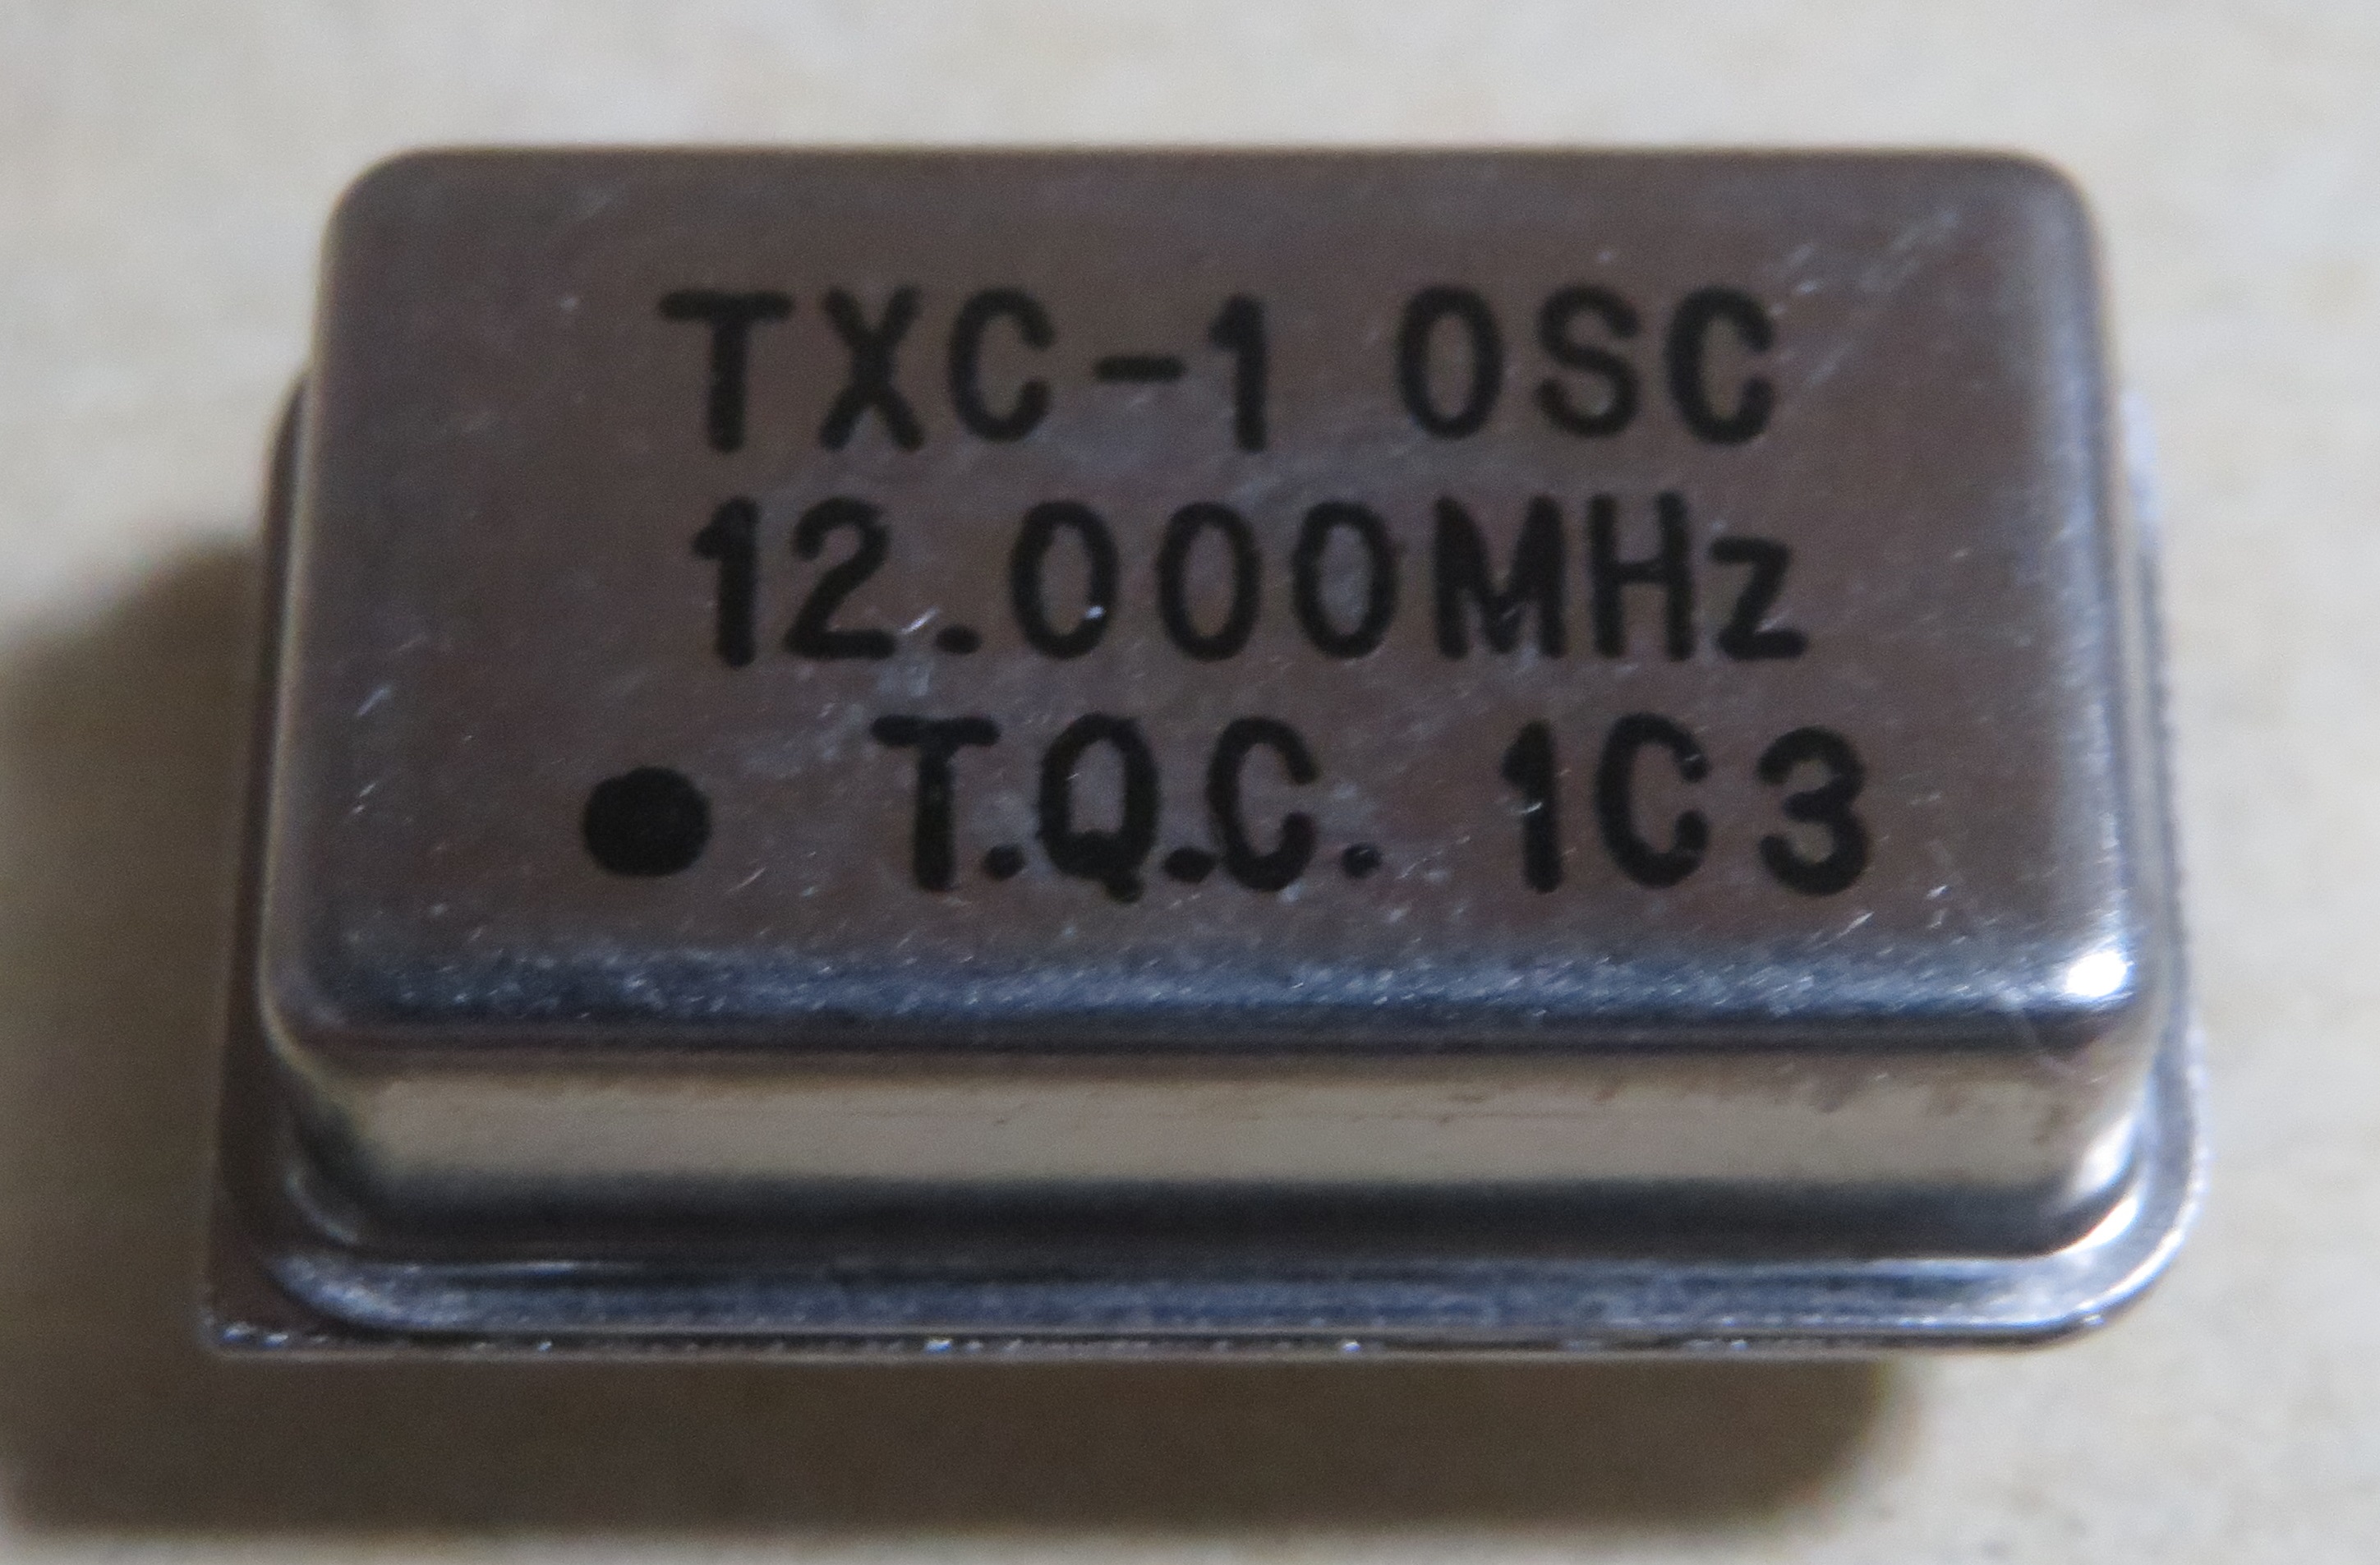 TXC-1 OSC
12.000MHz
T.Q.C. 1C3